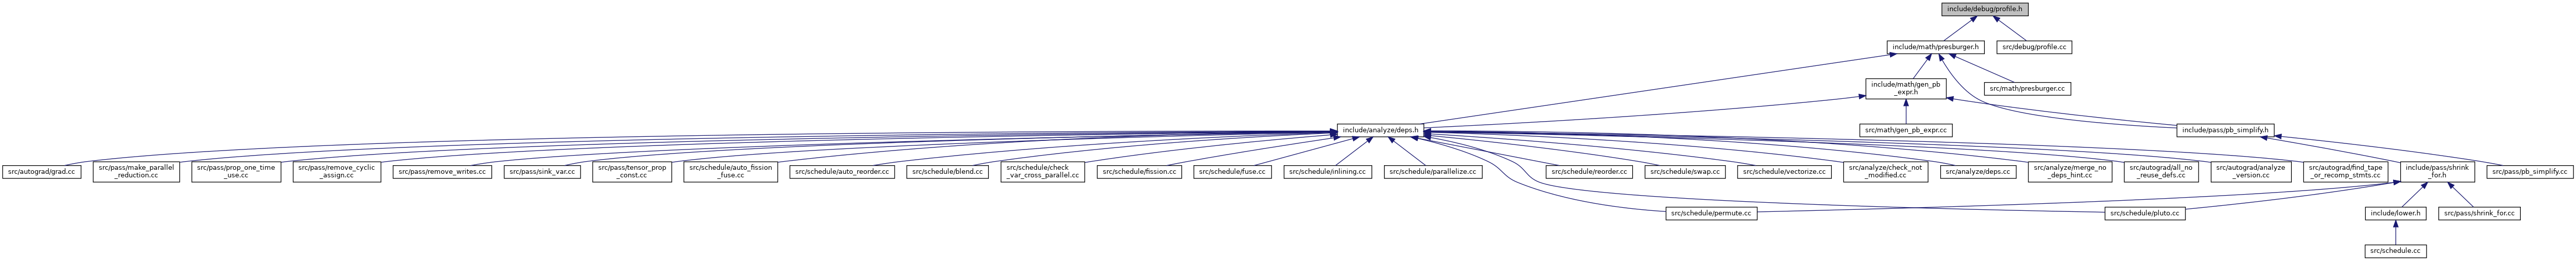 include/debug/profile.h
include/math/presburger.h
src/debug/profile.cc
include/math/gen_pb
_expr.h
src/math/presburger.cc
include/analyze/deps.h
src/math/gen_pb_expr.cc
include/pass/pb_simplify.h
src/autograd/grad.cc
src/pass/make_parallel
_reduction.cc
src/pass/prop_one_time
_use.cc
src/pass/remove_cyclic
_assign.cc
src/pass/remove_writes.cc
src/pass/sink_var.cc
src/pass/tensor_prop
_const.cc
src/schedule/auto_fission
_fuse.cc
src/schedule/auto_reorder.cc
src/schedule/blend.cc
src/schedule/check
_var_cross_parallel.cc
src/schedule/fission.cc
src/schedule/fuse.cc
src/schedule/inlining.cc
src/schedule/parallelize.cc
src/schedule/reorder.cc
src/schedule/swap.cc
src/schedule/vectorize.cc
src/analyze/check_not
_modified.cc
src/analyze/deps.cc
src/analyze/merge_no
_deps_hint.cc
src/autograd/all_no
_reuse_defs.cc
src/autograd/analyze
_version.cc
src/autograd/find_tape
_or_recomp_stmts.cc
include/pass/shrink
_for.h
src/pass/pb_simplify.cc
src/schedule/permute.cc
src/schedule/pluto.cc
include/lower.h
src/pass/shrink_for.cc
src/schedule.cc